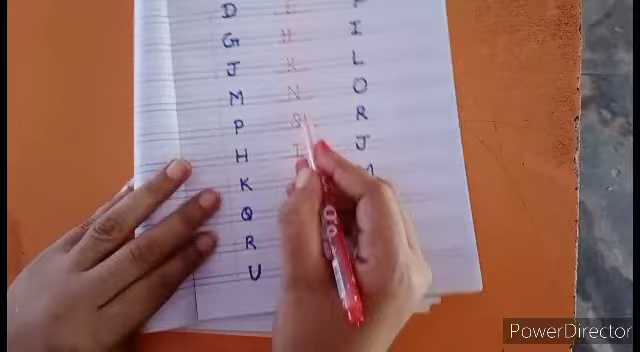 D E F
G H I
J K L
M N O
P Q R
H I J
K
Q
R
U
PowerDirector